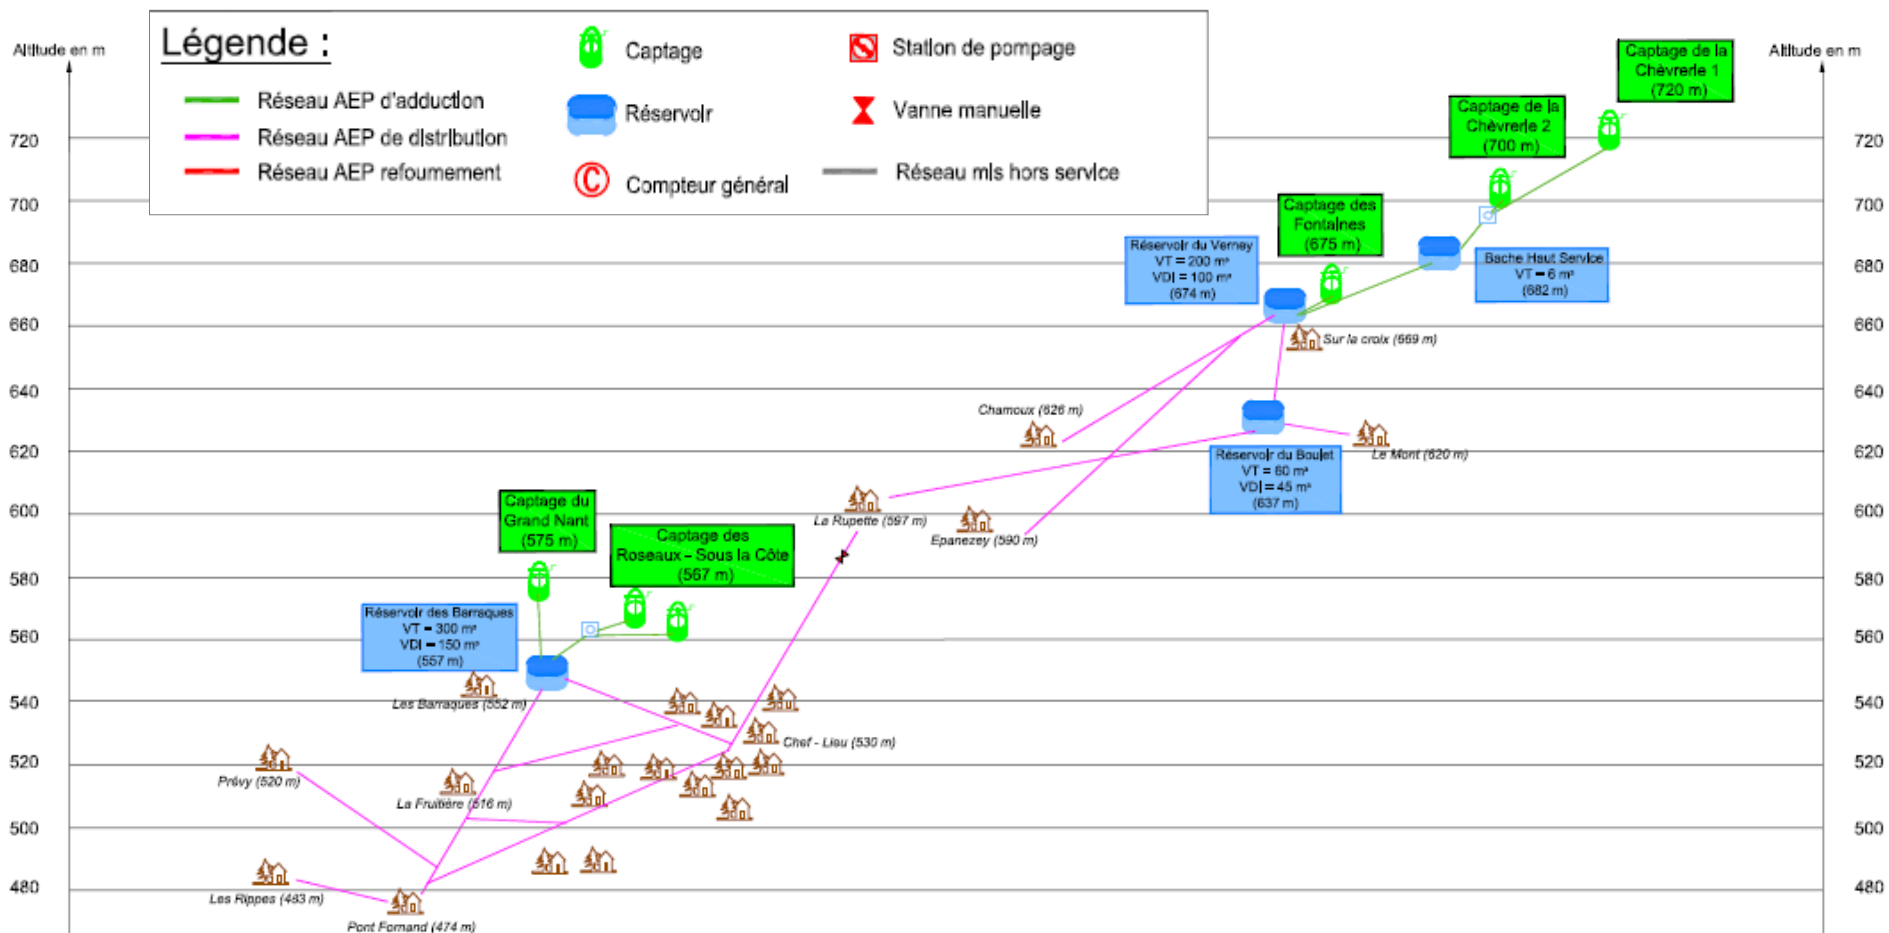 Altitude en m
Légende :
Réseau AEP d'adduction
Réseau AEP de distribution
Réseau AEP refoumement
Captage
Réservoir
Compteur général
Station de pompage
Vanne manuelle
Réseau mis hors service
Altitude en m
Captage de la
Chèvrerie 1
(720 m)
Captage de la
Chèvrerie 2
(700 m)
Captage des
Fontaines
(675 m)
Réservoir du Verney
VT = 200 m³
VDI = 100 m³
(674 m)
Bache Haut Service
VT = 6 m³
(682 m)
Sur la croix (669 m)
Chamoux (626 m)
Le Mont (620 m)
Réservoir du Boulet
VT = 60 m³
VDI = 45 m³
(637 m)
La Rupette (597 m)
Epanezey (590 m)
Captage du
Grand Nant
(575 m)
Captage des
Roseaux - Sous la Côte
(567 m)
Réservoir des Barraques
VT = 300 m³
VDI = 150 m³
(557 m)
Les Barraques (552 m)
Chef - Lieu (530 m)
Prévy (520 m)
La Fruitière (516 m)
Les Rippes (483 m)
Pont Fornand (474 m)
720
700
680
660
640
620
600
580
560
540
520
500
480
720
700
680
660
640
620
600
580
560
540
520
500
480